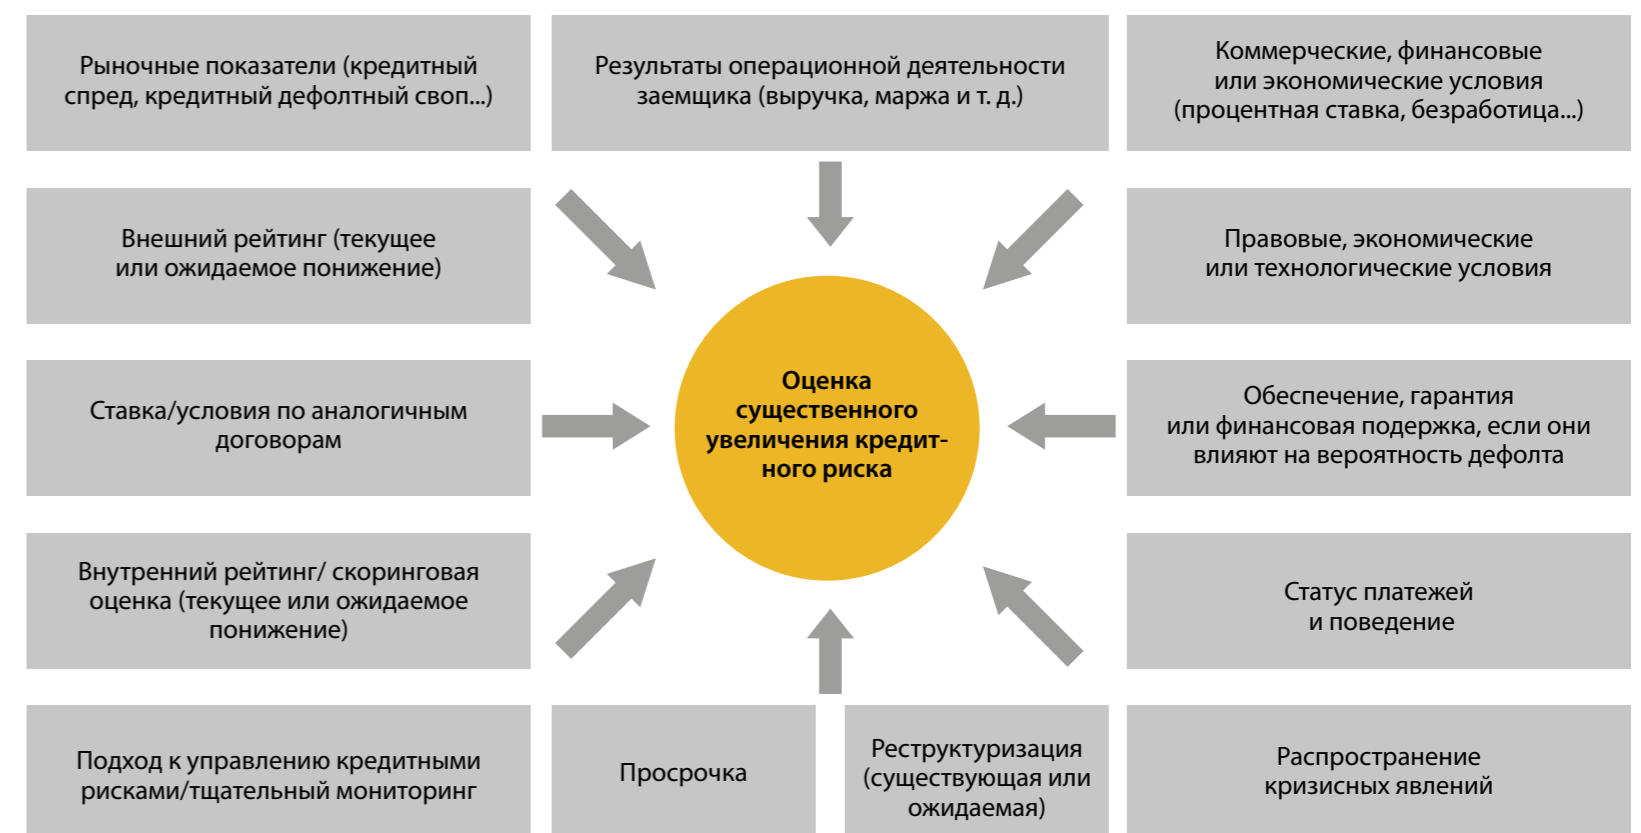 Рыночные показатели (кредитный
спред, кредитный дефолтный своп...)
Результаты операционной деятельности
заемщика (выручка, маржа и т. д.)
Коммерческие, финансовые
или экономические условия
(процентная ставка, безработица...)
Внешний рейтинг (текущее
или ожидаемое понижение)
Правовые, экономические
или технологические условия
Ставка/условия по аналогичным
договорам
Оценка
существенного
увеличения кредит-
ного риска
Обеспечение, гарантия
или финансовая подержка, если они
влияют на вероятность дефолта
Внутренний рейтинг/ скоринговая
оценка (текущее или ожидаемое
понижение)
Статус платежей
и поведение
Подход к управлению кредитными
рисками/тщательный мониторинг
Просрочка
Реструктуризация
(существующая или
ожидаемая)
Распространение
кризисных явлений